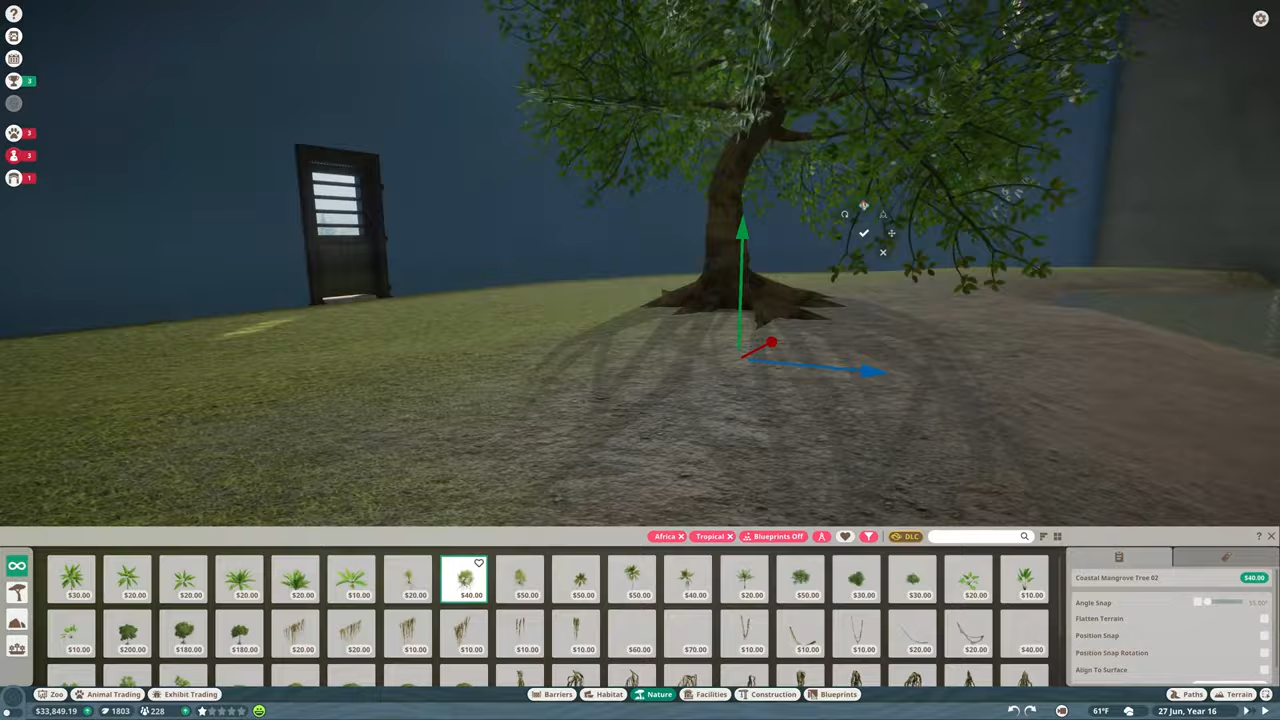 ?
3
3
3
1
Africa ✕ Tropical ✕ Blueprints Off DLC ? ✕
$30.00 $20.00 $20.00 $20.00 $20.00 $10.00 $20.00 $40.00 $50.00 $50.00 $50.00 $40.00 $20.00 $50.00 $30.00 $30.00 $20.00 $10.00
$10.00 $200.00 $180.00 $180.00 $20.00 $20.00 $10.00 $10.00 $10.00 $10.00 $60.00 $70.00 $10.00 $10.00 $10.00 $20.00 $20.00 $40.00
Coastal Mangrove Tree 02 $40.00
Angle Snap
Flatten Terrain
Position Snap
Position Snap Rotation
Align To Surface
Zoo Animal Trading Exhibit Trading Barriers Habitat Nature Facilities Construction Blueprints Paths Terrain
$33,849.19 1803 228 61°F 27 Jun, Year 16